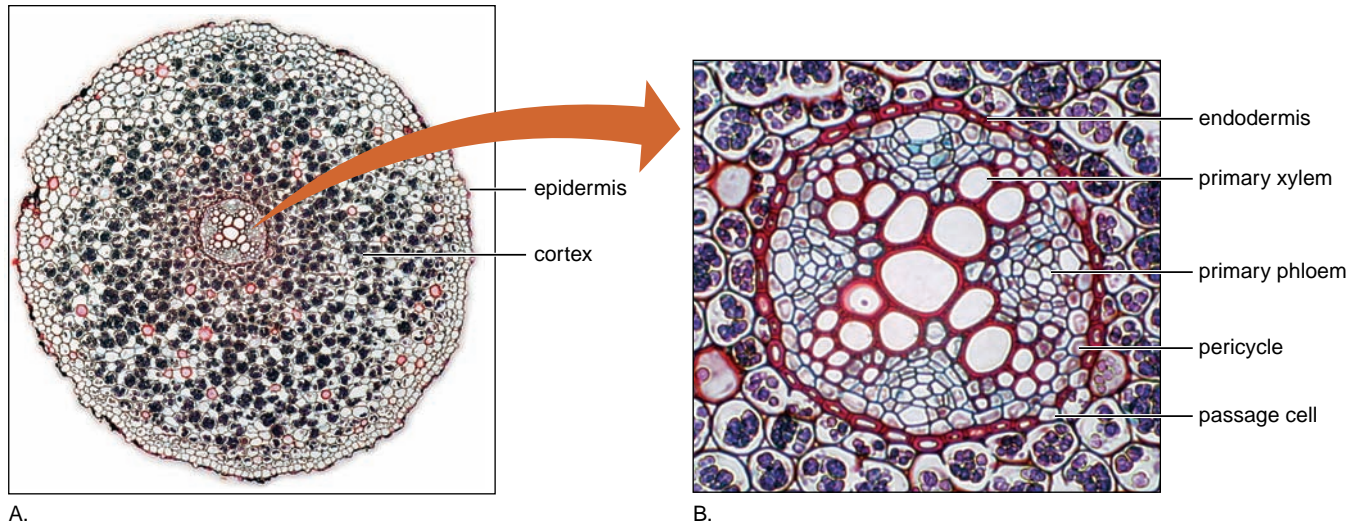 epidermis
cortex
A.
endodermis
primary xylem
primary phloem
pericycle
passage cell
B.